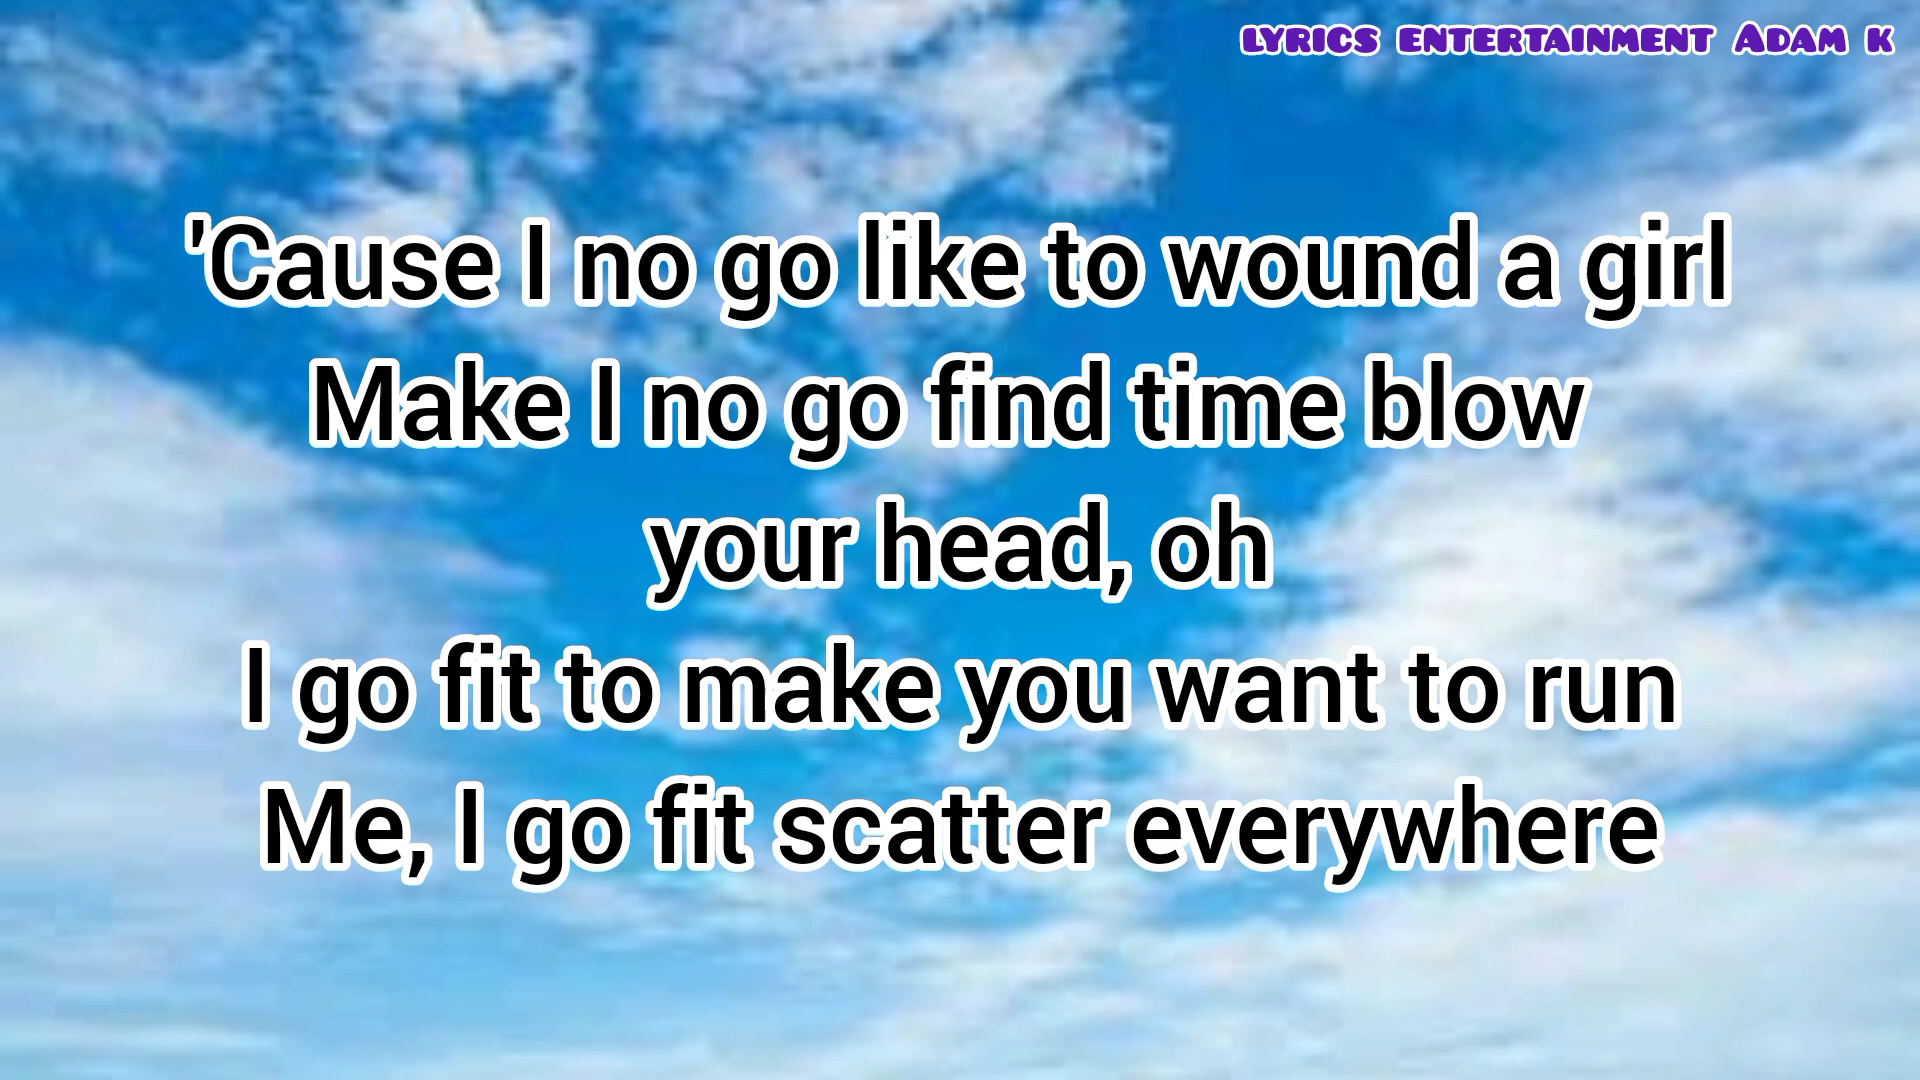 LYRICS ENTERTAINMENT ADAM K
'Cause I no go like to wound a girl
Make I no go find time blow
your head, oh
I go fit to make you want to run
Me, I go fit scatter everywhere